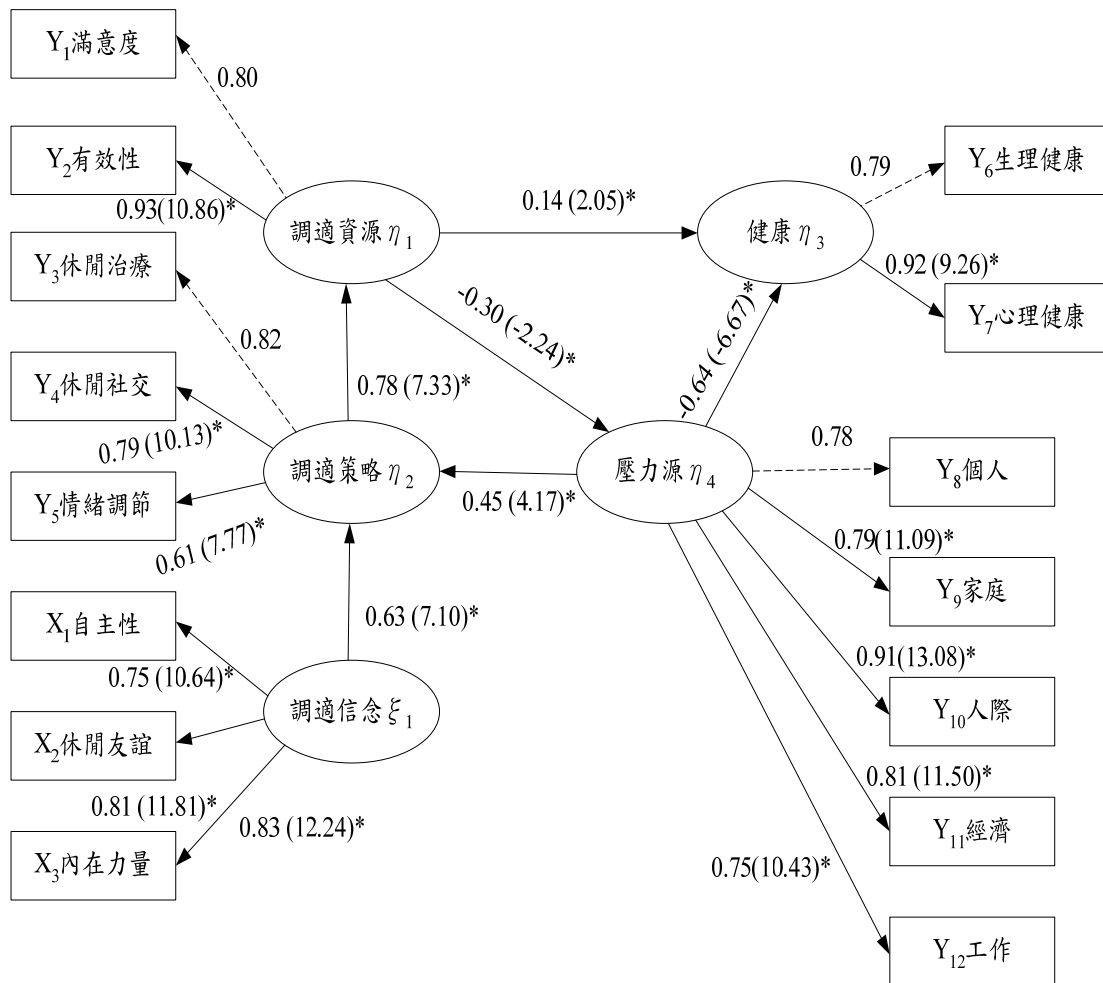 Y₁滿意度
0.80
Y₂有效性
0.93(10.86)*
Y₃休閒治療
0.82
Y₄休閒社交
0.79 (10.13)*
Y₅情緒調節
0.61 (7.77)*
X₁自主性
0.75 (10.64)*
X₂休閒友誼
0.81 (11.81)*
X₃內在力量
0.83 (12.24)*
調適資源η₁
0.14 (2.05)*
健康η₃
0.79
Y₆生理健康
0.92 (9.26)*
Y₇心理健康
-0.30 (-2.24)*
-0.64 (-6.67)*
0.78 (7.33)*
調適策略η₂
0.45 (4.17)*
壓力源η₄
0.63 (7.10)*
調適信念ξ₁
0.78
Y₈個人
0.79(11.09)*
Y₉家庭
0.91(13.08)*
Y₁₀人際
0.81 (11.50)*
Y₁₁經濟
0.75(10.43)*
Y₁₂工作